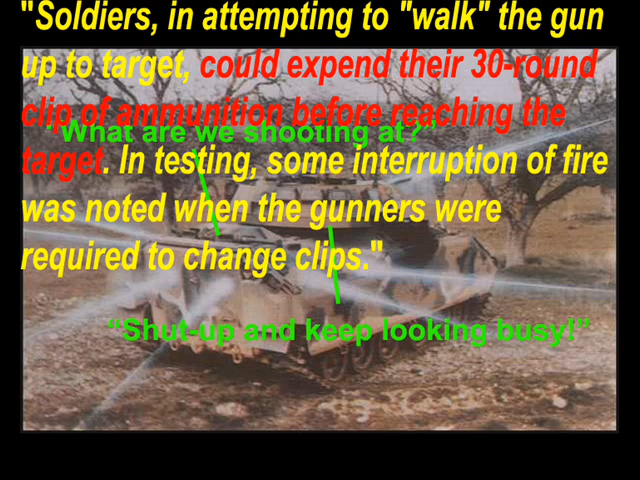 "Soldiers, in attempting to "walk" the gun
up to target, could expend their 30-round
clip of ammunition before reaching the
"What are we shooting at?"
target. In testing, some interruption of fire
was noted when the gunners were
required to change clips."
"Shut-up and keep looking busy!"